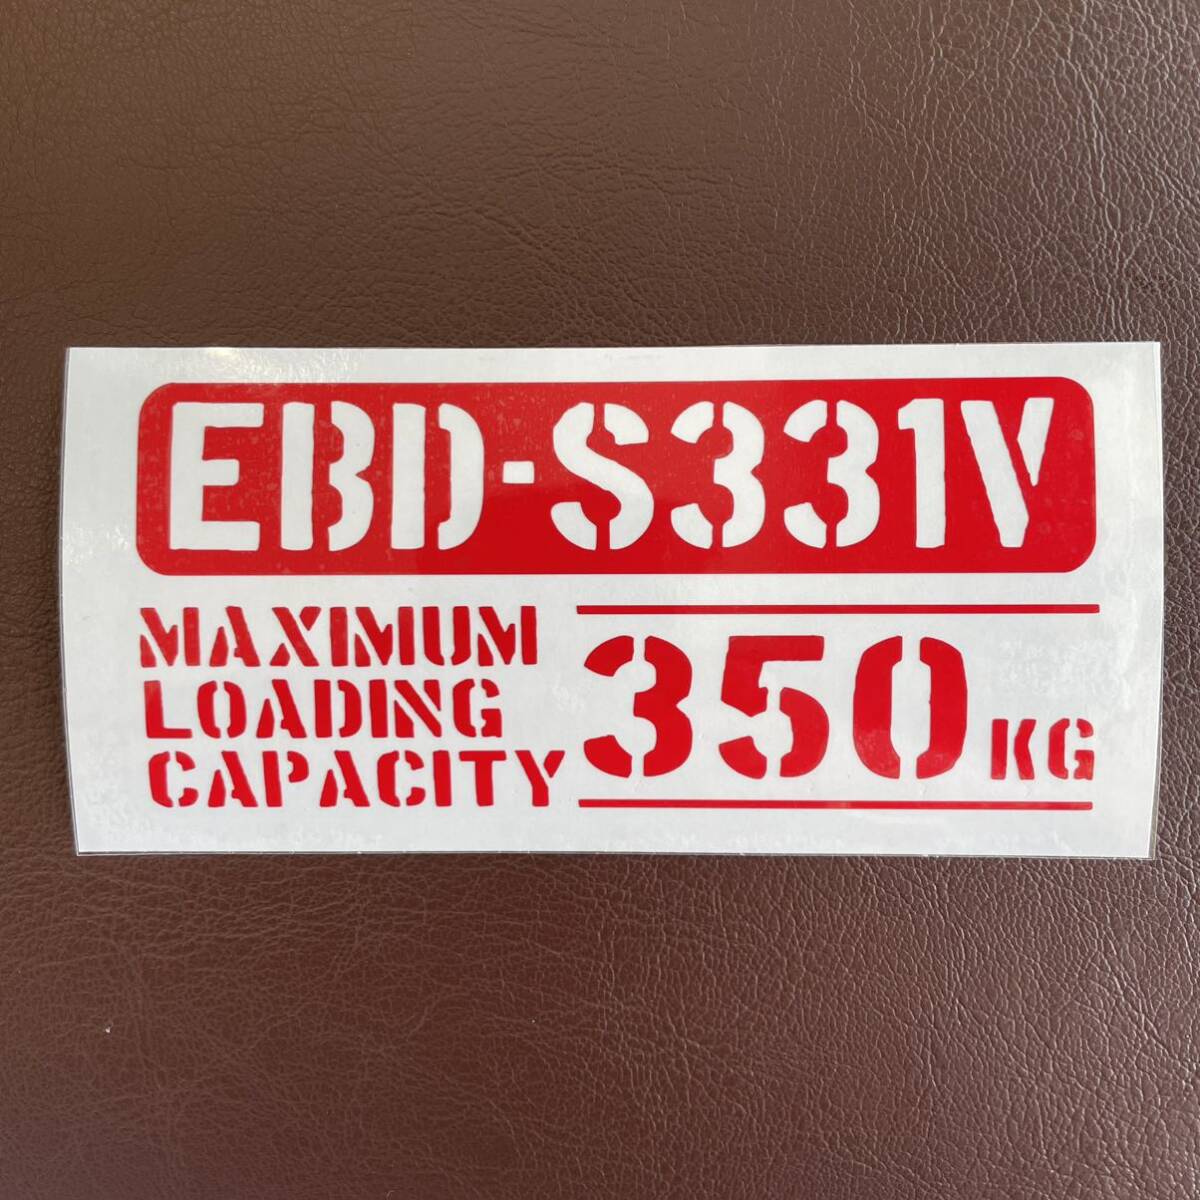 EBD-S331V
MAXIMUM
LOADING
CAPACITY
350 KG